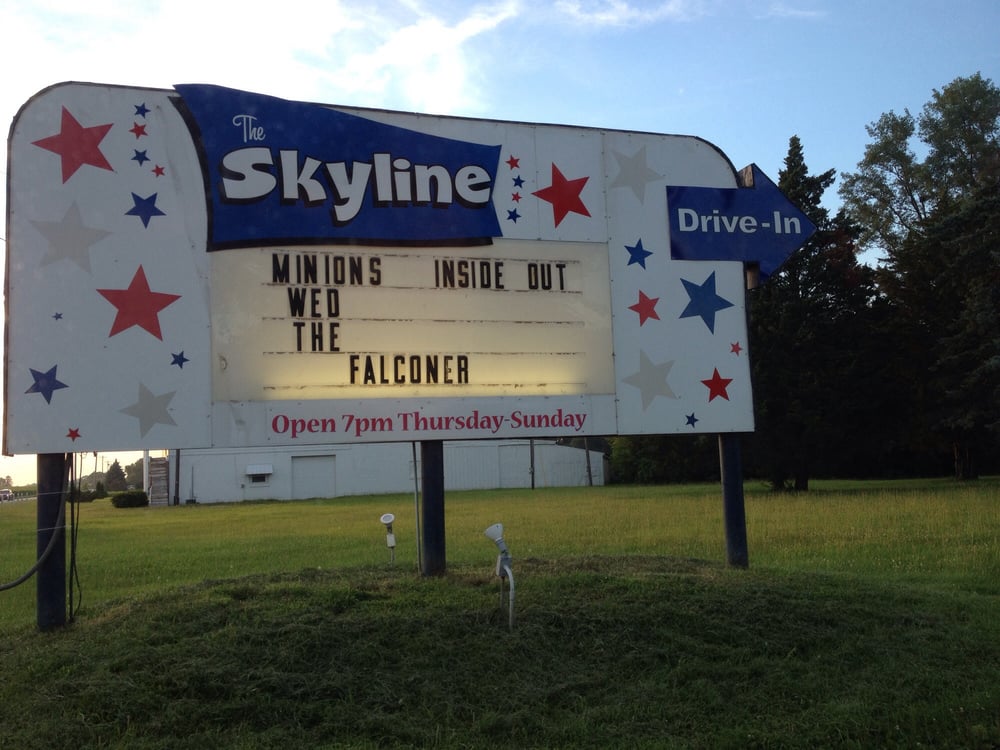 The
Skyline
Drive-In
MINIONS INSIDE OUT
WED
THE
FALCONER
Open 7pm Thursday-Sunday